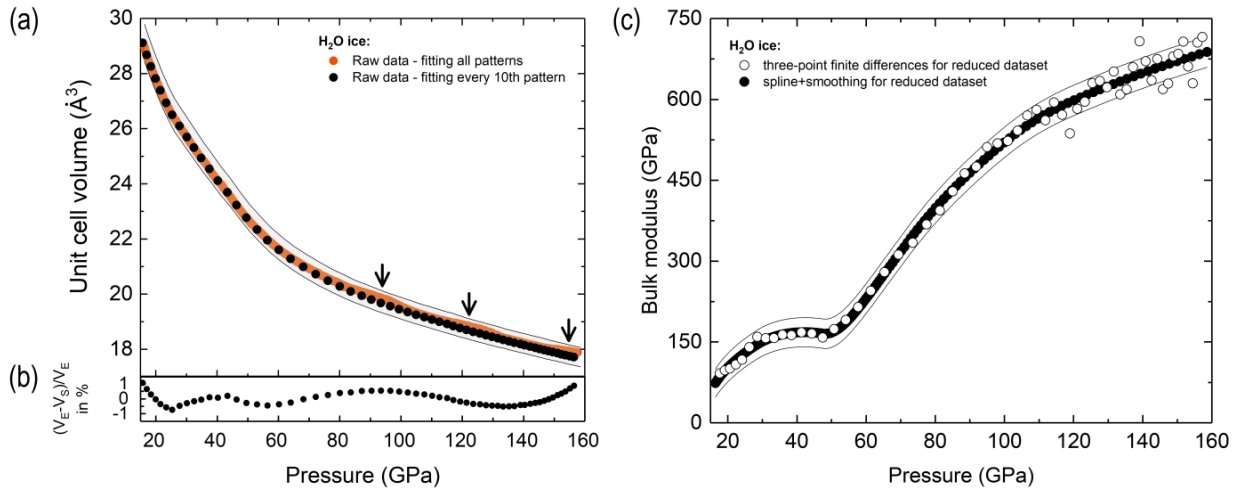 (a)
30
28
26
24
22
20
18
Unit cell volume (Å³)
H₂O ice:
Raw data - fitting all patterns
Raw data - fitting every 10th pattern
(b)
1
0
-1
(V_E-V_S)/V_E
in %
20 40 60 80 100 120 140 160
Pressure (GPa)
(c)
750
600
450
300
150
0
Bulk modulus (GPa)
H₂O ice:
three-point finite differences for reduced dataset
spline+smoothing for reduced dataset
20 40 60 80 100 120 140 160
Pressure (GPa)